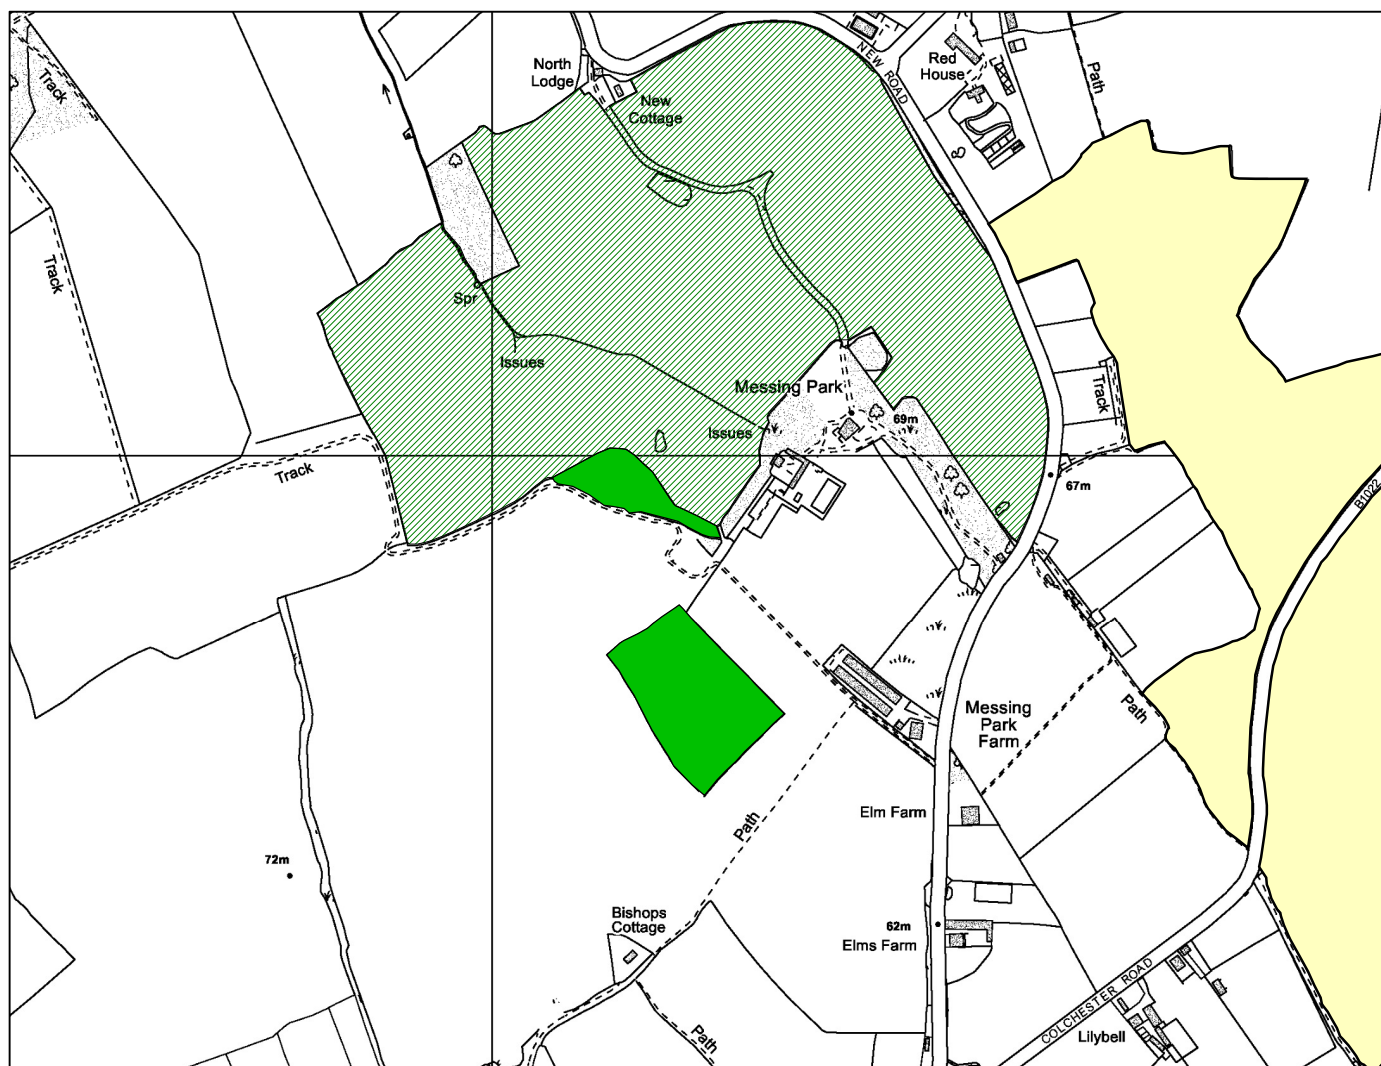 North
Lodge
New
Cottage
NEW ROAD
Red
House
Path
Track
Track
Spr
Issues
Messing Park
Issues
69m
Track
67m
Track
B1022
Messing
Park
Farm
Path
Elm Farm
Path
72m
Bishops
Cottage
62m
Elms Farm
COLCHESTER ROAD
Path
Lilybell